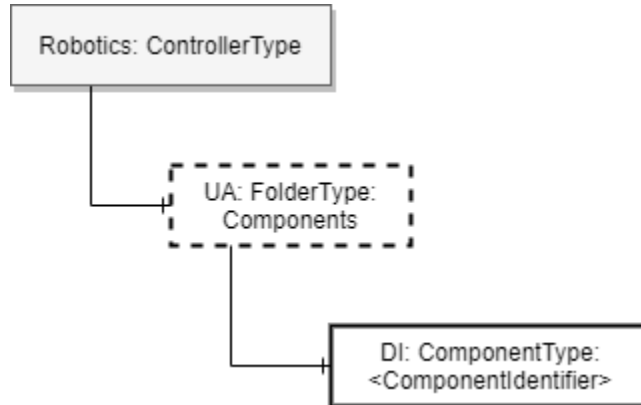 Robotics: ControllerType
UA: FolderType:
Components
DI: ComponentType:
<ComponentIdentifier>